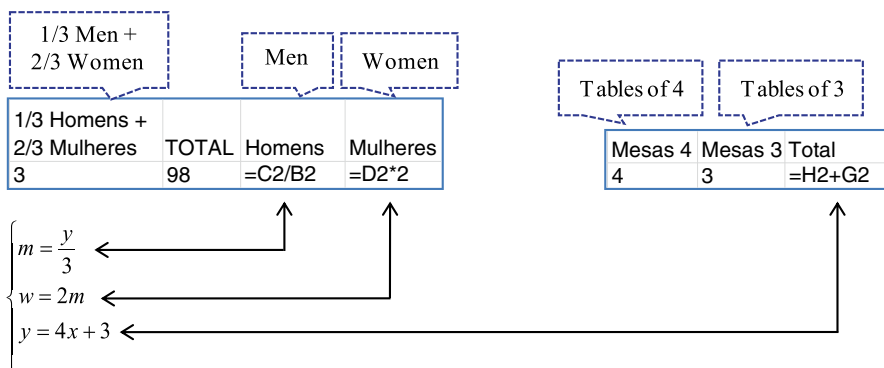 1/3 Men +
2/3 Women
Men
Women
Tables of 4
Tables of 3
1/3 Homens +
2/3 Mulheres TOTAL Homens Mulheres
3 98 =C2/B2 =D2*2
Mesas 4 Mesas 3 Total
4 3 =H2+G2
m = y/3
w = 2m
y = 4x + 3